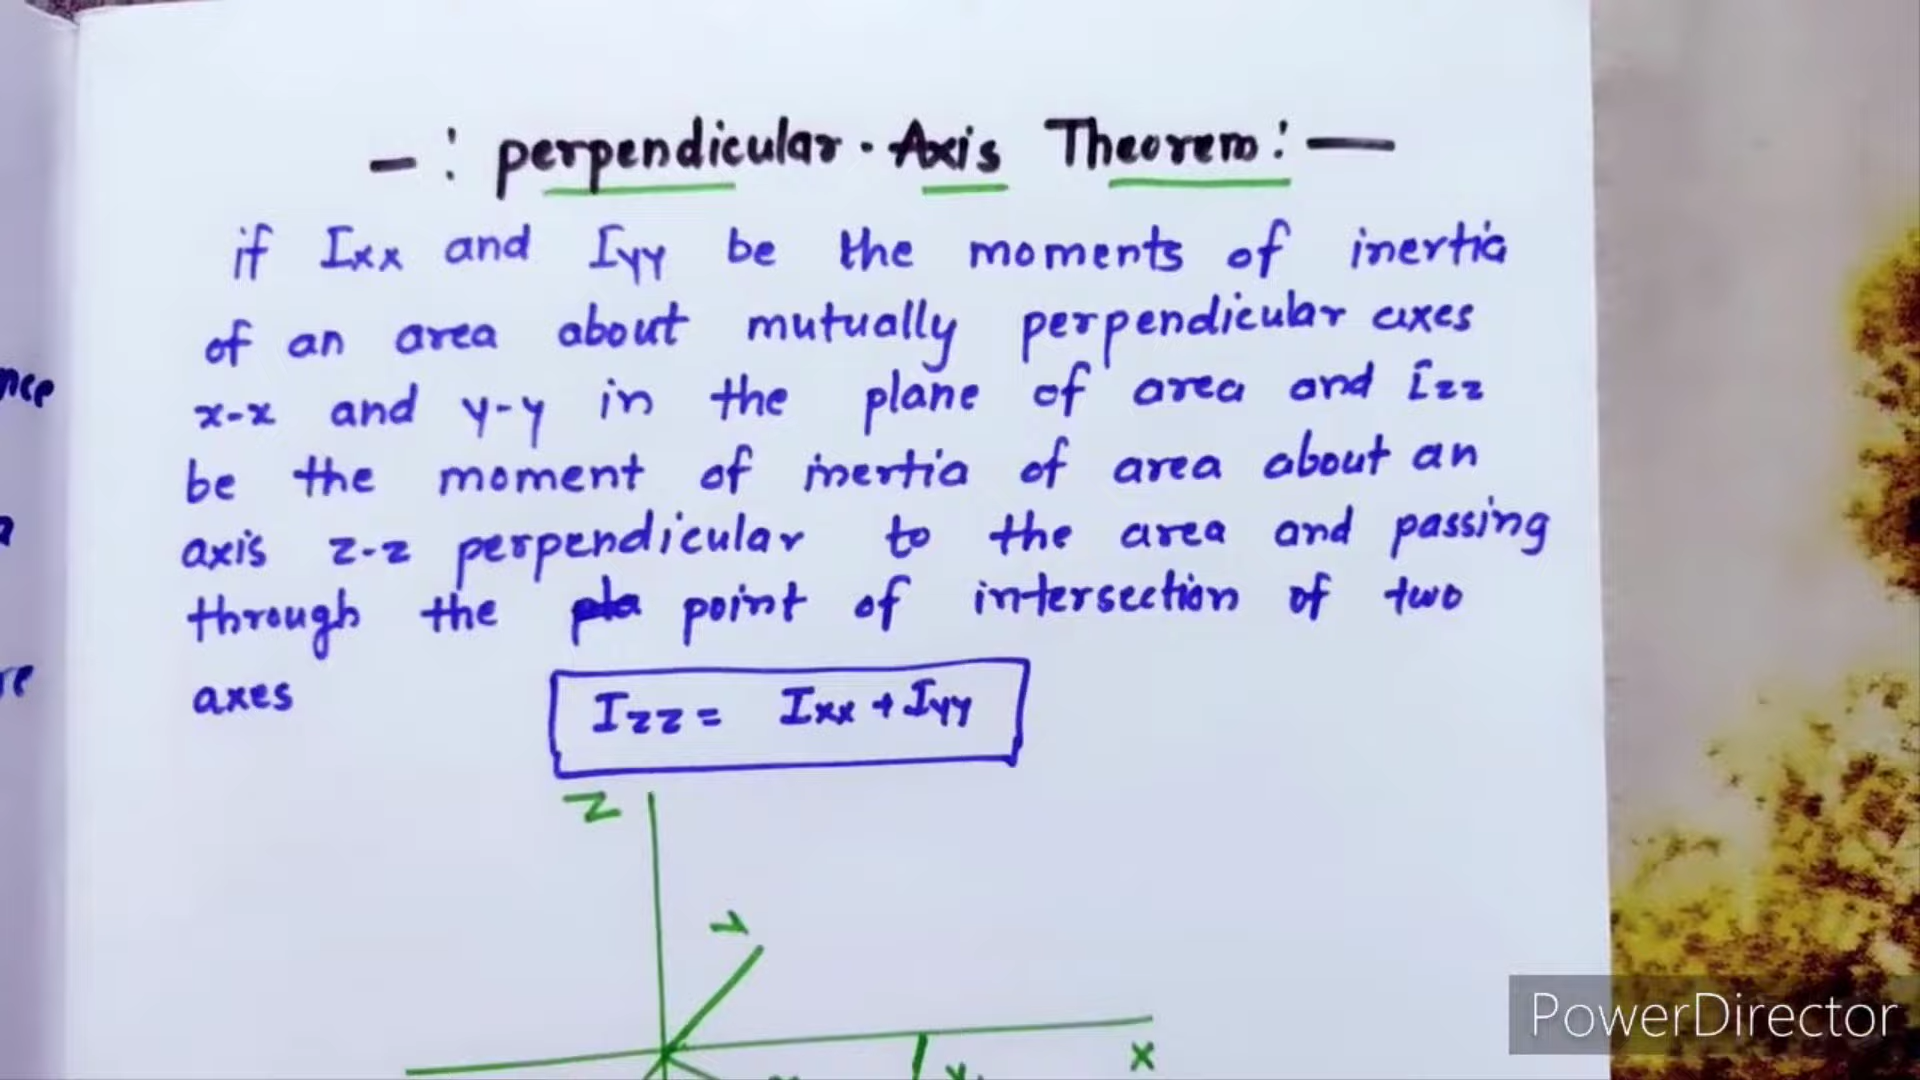 nce
- : perpendicular . Axis Theorem : -
if Ixx and Iyy be the moments of inertia
of an area about mutually perpendicular axes
x-x and y-y in the plane of area and Izz
be the moment of inertia of area about an
axis z-z perpendicular to the area and passing
through the point of intersection of two
axes
Izz = Ixx + Iyy
Z
Y
X
PowerDirector